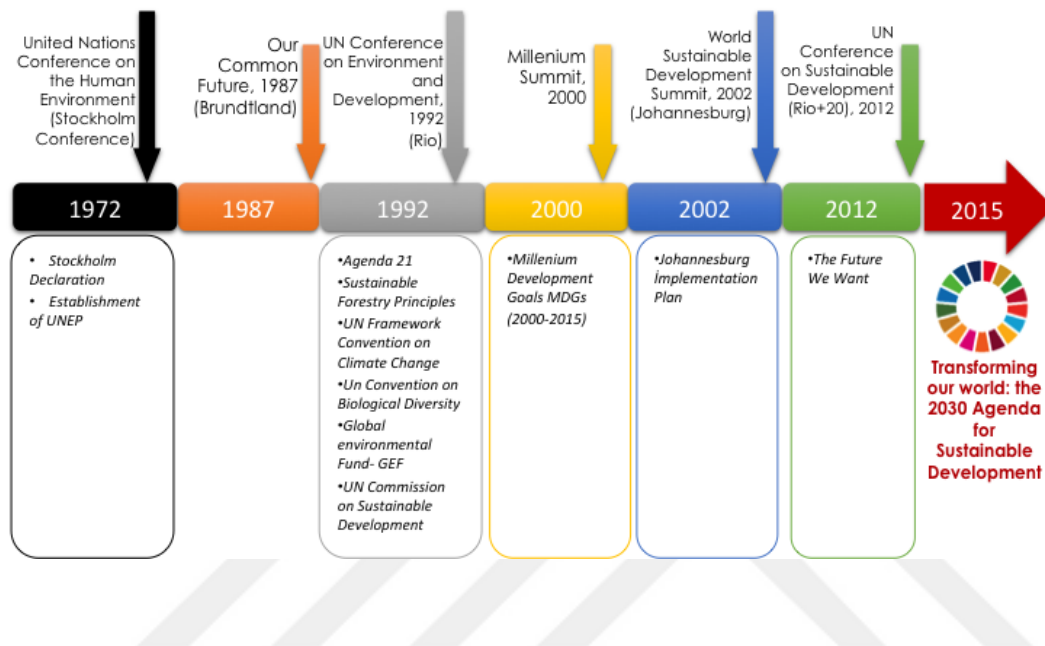 United Nations
Conference on
the Human
Environment
(Stockholm
Conference)
Our
Common
Future, 1987
(Brundtland)
UN Conference
on Environment
and
Development,
1992
(Rio)
Millenium
Summit,
2000
World
Sustainable
Development
Summit, 2002
(Johannesburg)
UN
Conference
on Sustainable
Development
(Rio+20), 2012
1972
1987
1992
2000
2002
2012
2015
• Stockholm
Declaration
• Establishment
of UNEP
•Agenda 21
•Sustainable
Forestry Principles
•UN Framework
Convention on
Climate Change
•Un Convention on
Biological Diversity
•Global
environmental
Fund- GEF
•UN Commission
on Sustainable
Development
•Millenium
Development
Goals MDGs
(2000-2015)
•Johannesburg
İmplementation
Plan
•The Future
We Want
Transforming
our world: the
2030 Agenda
for
Sustainable
Development